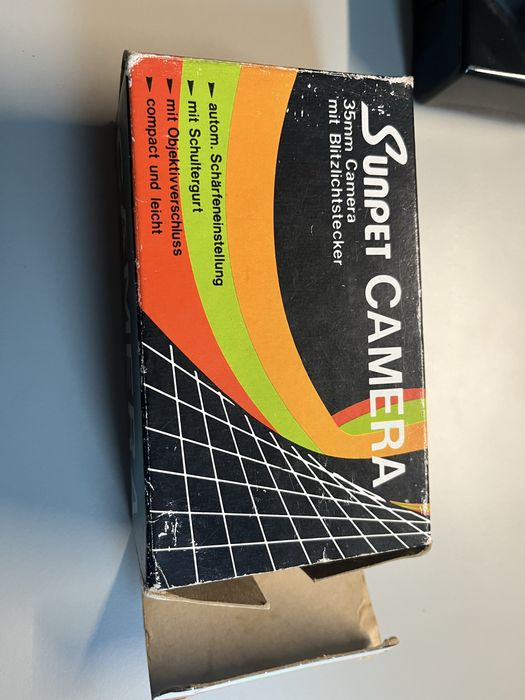 SUNPET CAMERA
35mm Camera
mit Blitzlichtstecker
► autom. Schärfeneinstellung
► mit Schultergurt
► mit Objektivverschluss
► compact und leicht